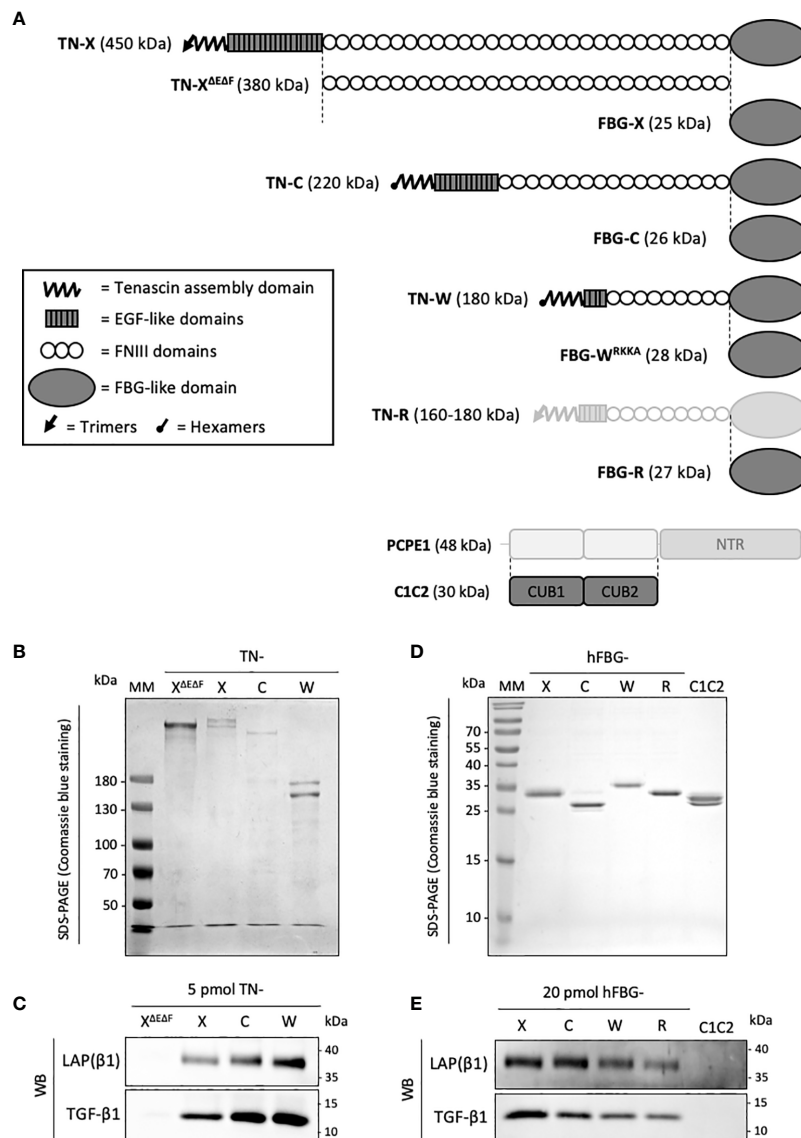 A
TN-X (450 kDa)
TN-XΔEΔF (380 kDa)
FBG-X (25 kDa)
TN-C (220 kDa)
FBG-C (26 kDa)
= Tenascin assembly domain
= EGF-like domains
= FNIII domains
= FBG-like domain
= Trimers = Hexamers
TN-W (180 kDa)
FBG-WRKKA (28 kDa)
TN-R (160-180 kDa)
FBG-R (27 kDa)
PCPE1 (48 kDa) NTR
C1C2 (30 kDa) CUB1 CUB2
B
TN-
kDa
MM XΔEΔF X C W
SDS-PAGE (Coomassie blue staining)
180
130
100
70
50
D
hFBG-
kDa
MM X C W R C1C2
SDS-PAGE (Coomassie blue staining)
70
55
40
35
25
15
10
C
5 pmol TN-
XΔEΔF X C W kDa
WB
LAP(β1) 40
35
TGF-β1 15
10
E
20 pmol hFBG-
X C W R C1C2 kDa
WB
LAP(β1) 40
35
TGF-β1 15
10